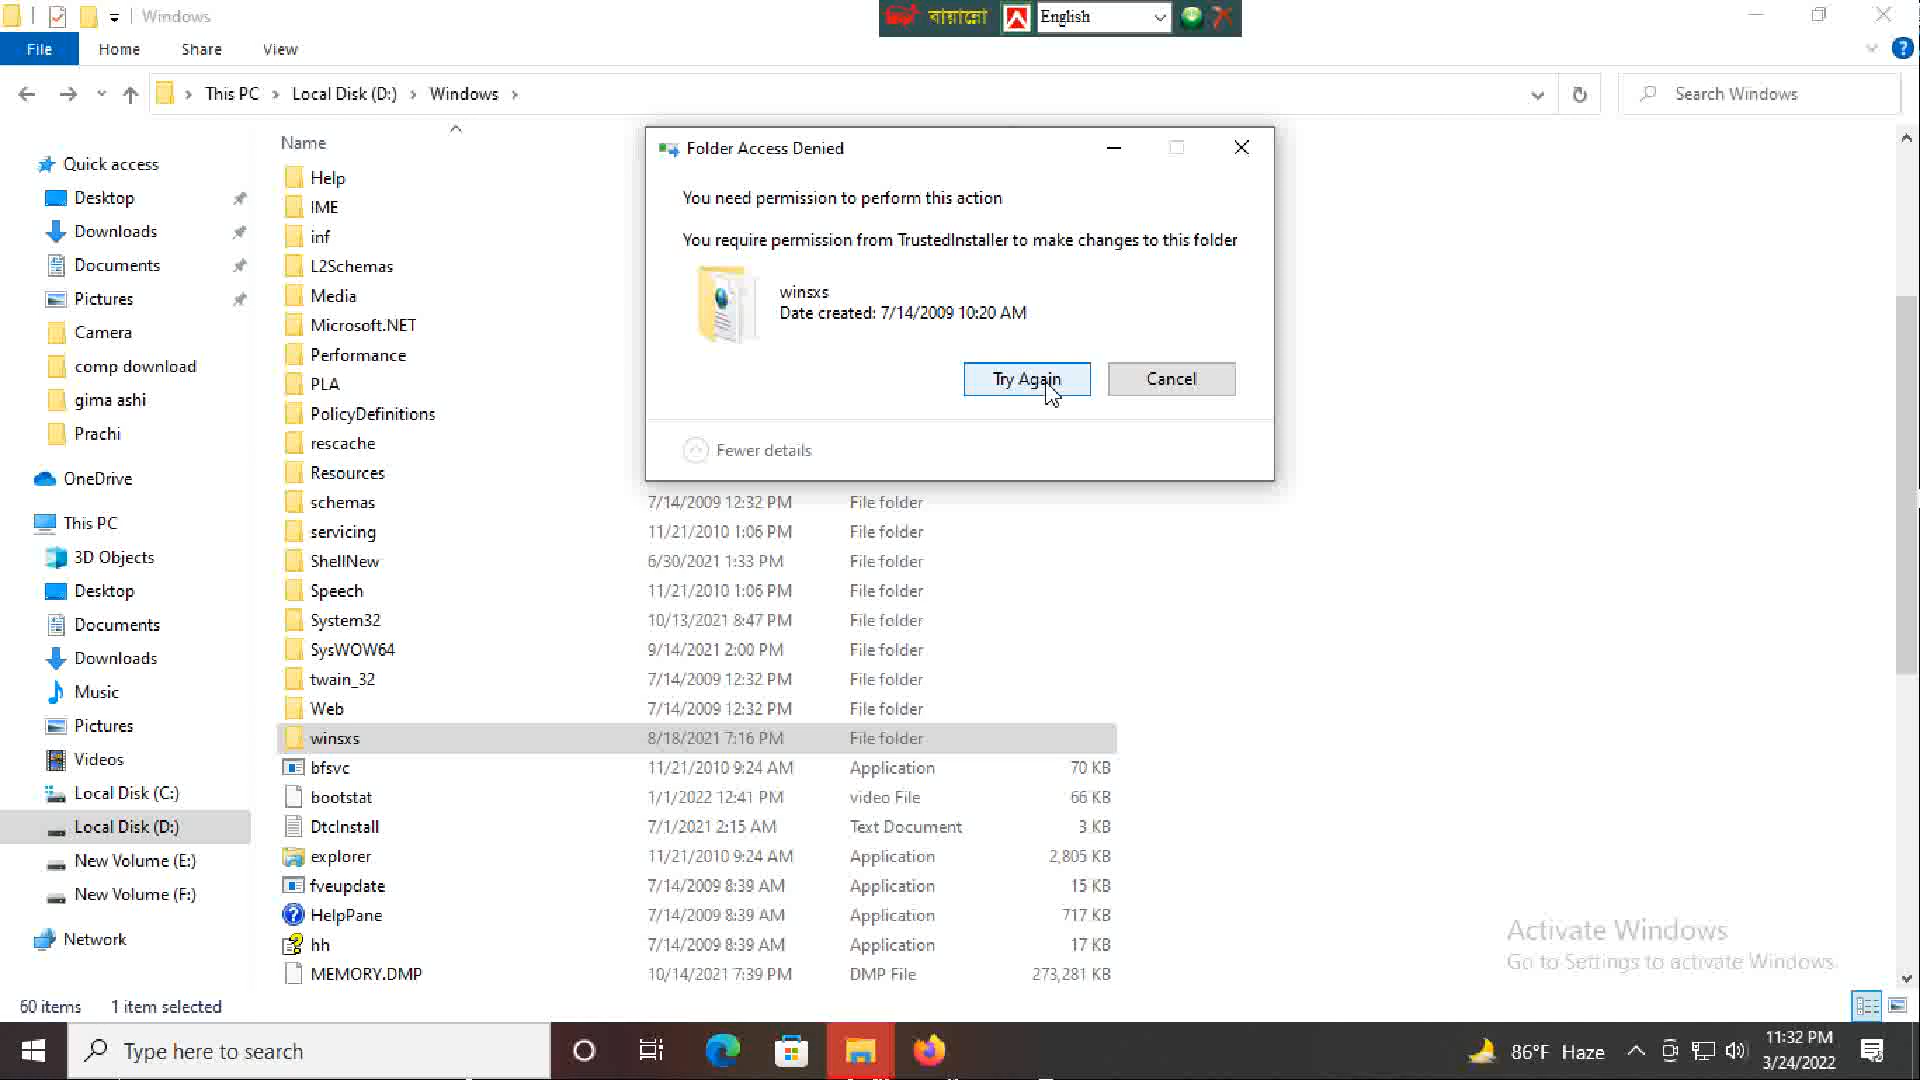 Windows
বায়ান্নো
English
File Home Share View
This PC Local Disk (D:) Windows
Search Windows
Quick access
Desktop
Downloads
Documents
Pictures
Camera
comp download
gima ashi
Prachi
OneDrive
This PC
3D Objects
Desktop
Documents
Downloads
Music
Pictures
Videos
Local Disk (C:)
Local Disk (D:)
New Volume (E:)
New Volume (F:)
Network
Name
Help
IME
inf
L2Schemas
Media
Microsoft.NET
Performance
PLA
PolicyDefinitions
rescache
Resources
schemas 7/14/2009 12:32 PM File folder
servicing 11/21/2010 1:06 PM File folder
ShellNew 6/30/2021 1:33 PM File folder
Speech 11/21/2010 1:06 PM File folder
System32 10/13/2021 8:47 PM File folder
SysWOW64 9/14/2021 2:00 PM File folder
twain_32 7/14/2009 12:32 PM File folder
Web 7/14/2009 12:32 PM File folder
winsxs 8/18/2021 7:16 PM File folder
bfsvc 11/21/2010 9:24 AM Application 70 KB
bootstat 1/1/2022 12:41 PM video File 66 KB
DtcInstall 7/1/2021 2:15 AM Text Document 3 KB
explorer 11/21/2010 9:24 AM Application 2,805 KB
fveupdate 7/14/2009 8:39 AM Application 15 KB
HelpPane 7/14/2009 8:39 AM Application 717 KB
hh 7/14/2009 8:39 AM Application 17 KB
MEMORY.DMP 10/14/2021 7:39 PM DMP File 273,281 KB
Folder Access Denied
You need permission to perform this action
You require permission from TrustedInstaller to make changes to this folder
winsxs
Date created: 7/14/2009 10:20 AM
Try Again Cancel
Fewer details
Activate Windows
Go to Settings to activate Windows.
60 items 1 item selected
Type here to search
86°F Haze
11:32 PM
3/24/2022